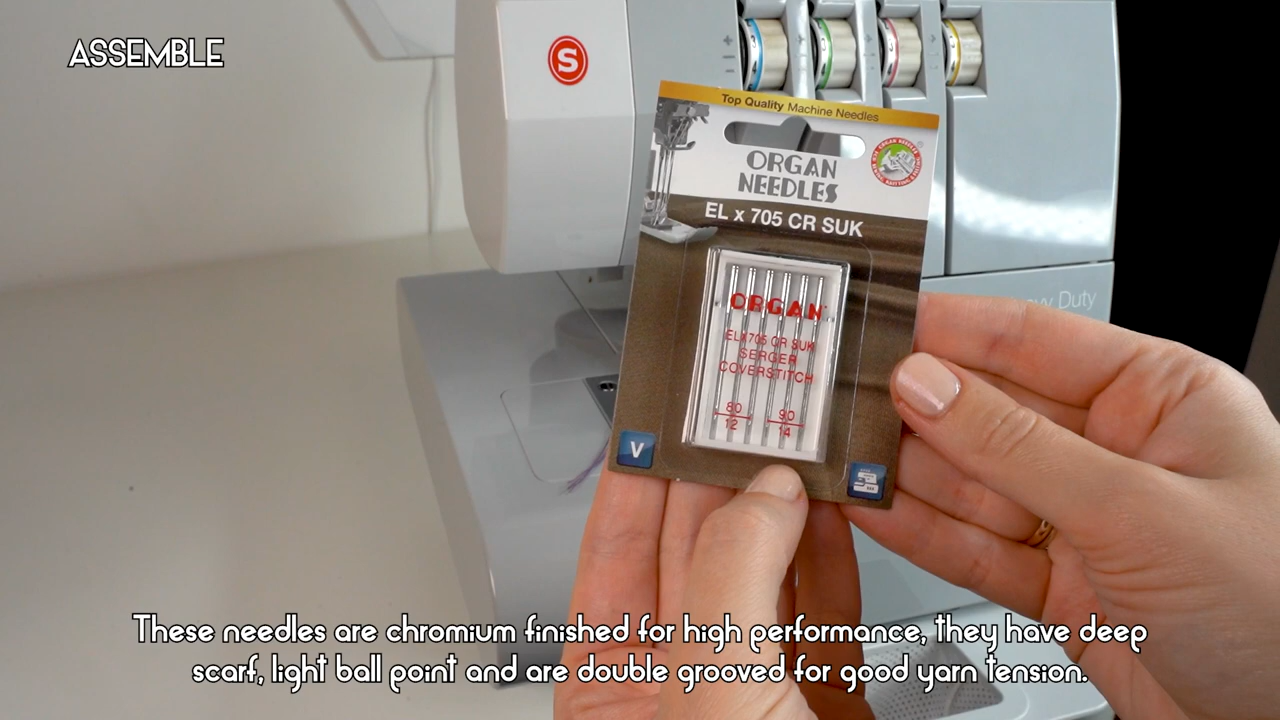 ASSEMBLE
S
Top Quality Machine Needles
ORGAN
NEEDLES
EL x 705 CR SUK
ORGAN
ELX705 CR SUK
SERGER
COVERSTITCH
80 90
12 14
V
Heavy Duty
These needles are chromium finished for high performance, they have deep
scarf, light ball point and are double grooved for good yarn tension.